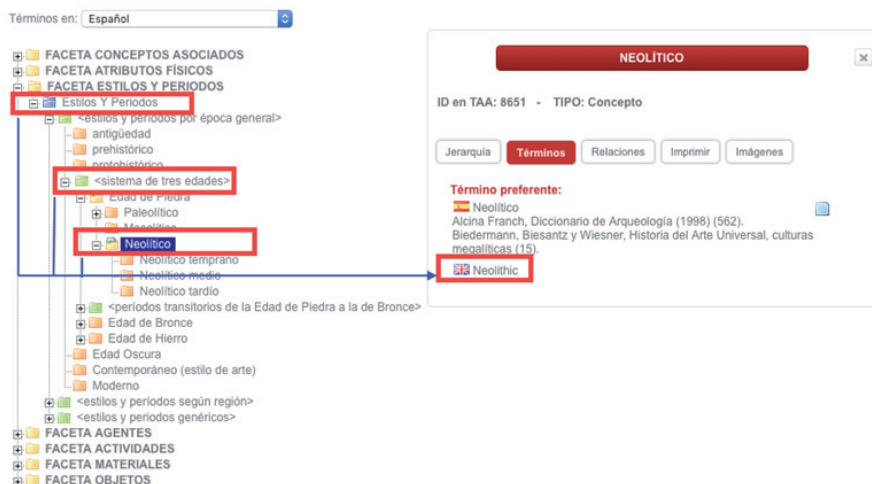 Términos en: Español
FACETA CONCEPTOS ASOCIADOS
FACETA ATRIBUTOS FÍSICOS
FACETA ESTILOS Y PERIODOS
Estilos Y Periodos
<estilos y períodos por época general>
antigüedad
prehistórico
protohistórico
<sistema de tres edades>
Edad de Piedra
Paleolítico
Mesolítico
Neolítico
Neolítico temprano
Neolítico medio
Neolítico tardío
<períodos transitorios de la Edad de Piedra a la de Bronce>
Edad de Bronce
Edad de Hierro
Edad Oscura
Contemporáneo (estilo de arte)
Moderno
<estilos y períodos según región>
<estilos y periodos genéricos>
FACETA AGENTES
FACETA ACTIVIDADES
FACETA MATERIALES
FACETA OBJETOS
NEOLÍTICO
ID en TAA: 8651 - TIPO: Concepto
Jerarquía Términos Relaciones Imprimir Imágenes
Término preferente:
Neolítico
Alcina Franch, Diccionario de Arqueología (1998) (562).
Biedermann, Biesantz y Wiesner, Historia del Arte Universal, culturas
megalíticas (15).
Neolithic